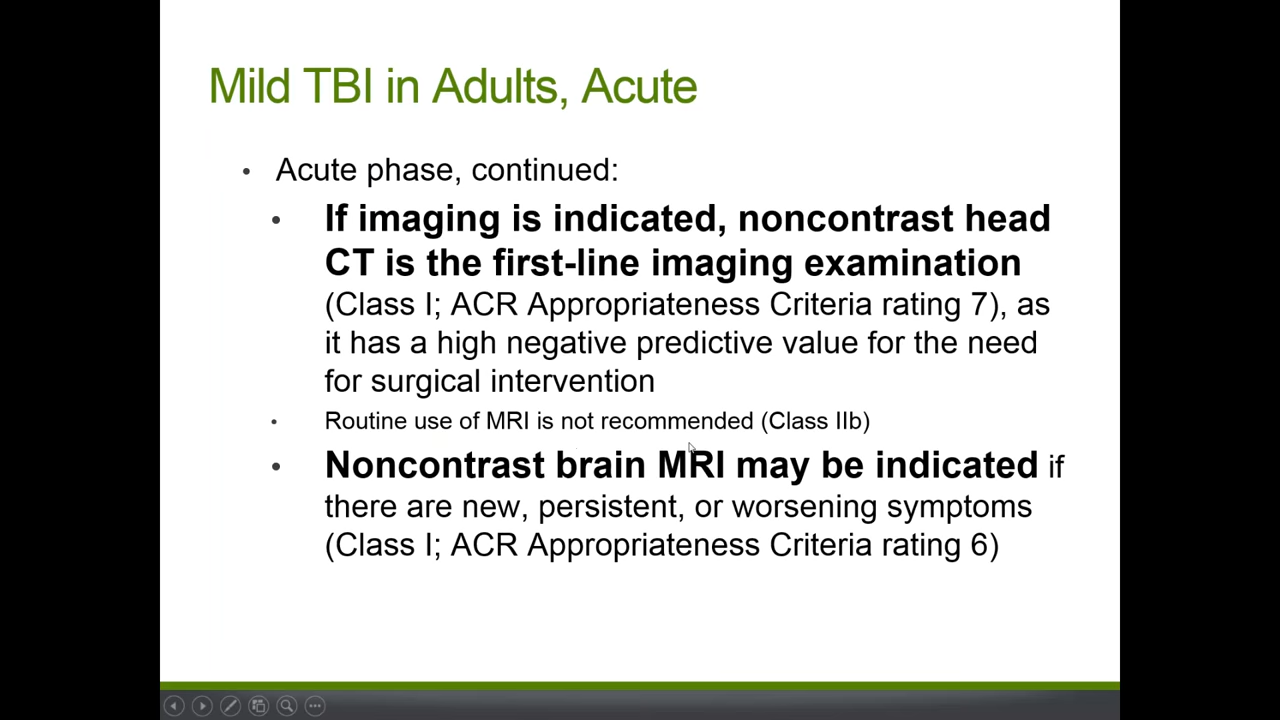 Mild TBI in Adults, Acute
• Acute phase, continued:
• If imaging is indicated, noncontrast head
CT is the first-line imaging examination
(Class I; ACR Appropriateness Criteria rating 7), as
it has a high negative predictive value for the need
for surgical intervention
• Routine use of MRI is not recommended (Class IIb)
• Noncontrast brain MRI may be indicated if
there are new, persistent, or worsening symptoms
(Class I; ACR Appropriateness Criteria rating 6)